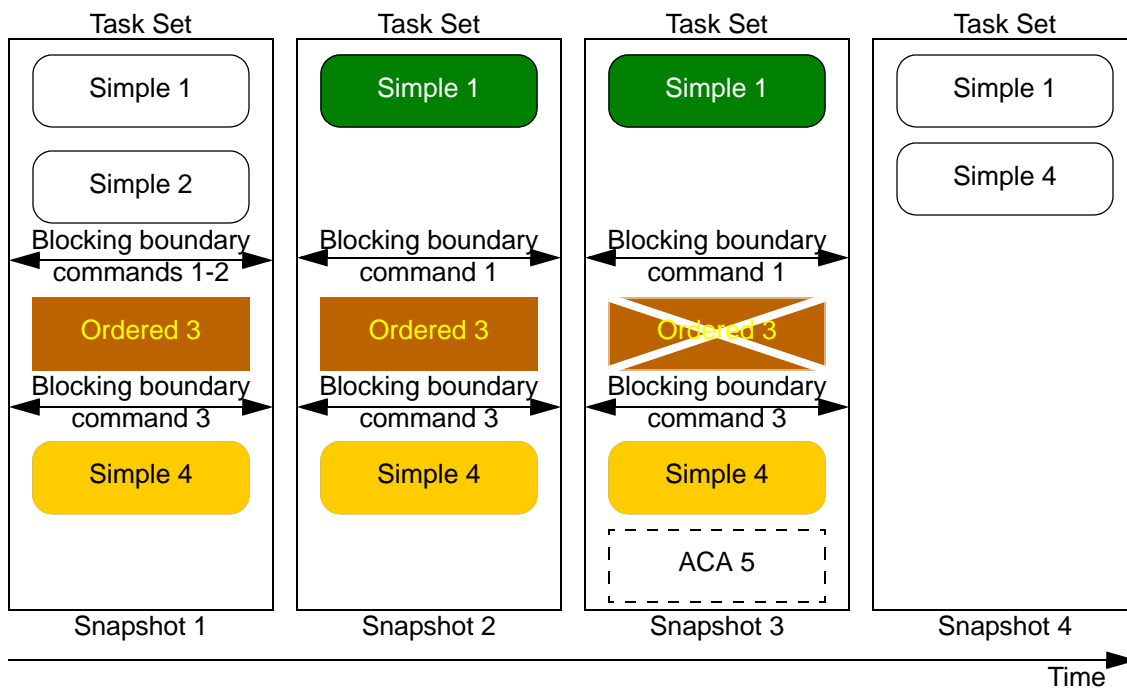 Task Set
Simple 1
Simple 2
Blocking boundary
commands 1-2
Ordered 3
Blocking boundary
command 3
Simple 4
Snapshot 1
Task Set
Simple 1
Blocking boundary
command 1
Ordered 3
Blocking boundary
command 3
Simple 4
Snapshot 2
Task Set
Simple 1
Blocking boundary
command 1
Ordered 3
Blocking boundary
command 3
Simple 4
ACA 5
Snapshot 3
Task Set
Simple 1
Simple 4
Snapshot 4
Time